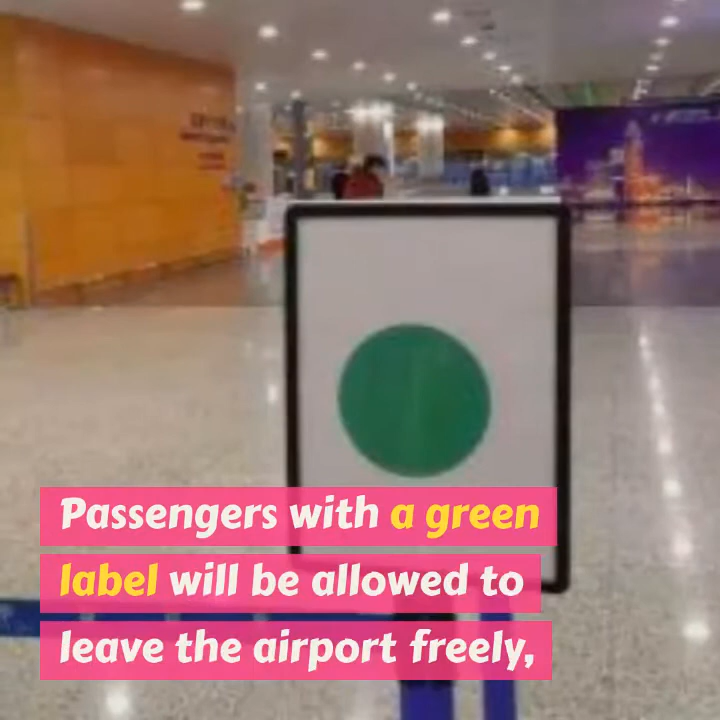 Passengers with a green
label will be allowed to
leave the airport freely,